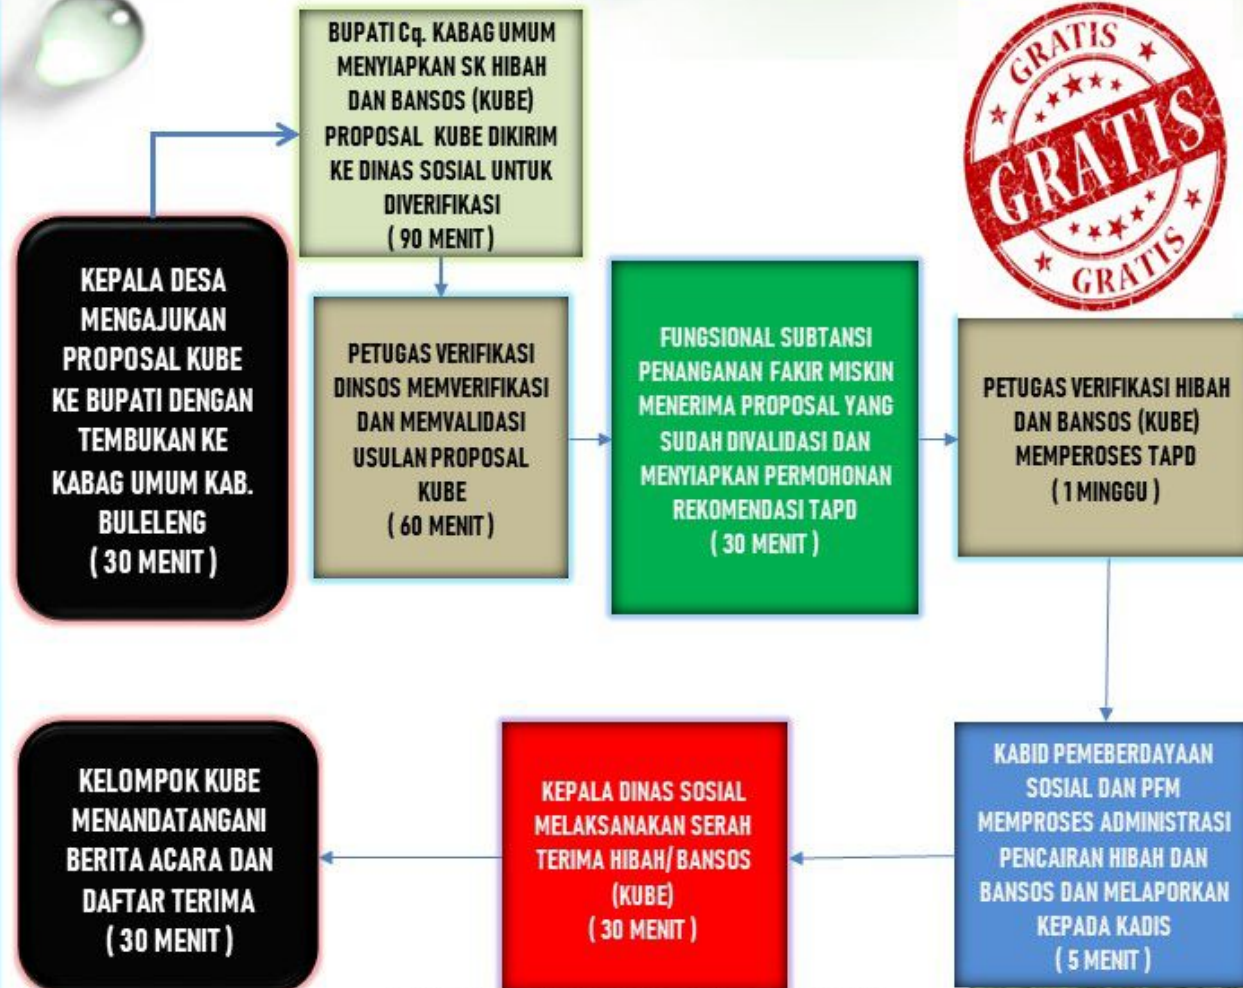 BUPATI Cq. KABAG UMUM
MENYIAPKAN SK HIBAH
DAN BANSOS (KUBE)
PROPOSAL KUBE DIKIRIM
KE DINAS SOSIAL UNTUK
DIVERIFIKASI
( 90 MENIT )
GRATIS
GRATIS
GRATIS
KEPALA DESA
MENGAJUKAN
PROPOSAL KUBE
KE BUPATI DENGAN
TEMBUKAN KE
KABAG UMUM KAB.
BULELENG
( 30 MENIT )
PETUGAS VERIFIKASI
DINSOS MEMVERIFIKASI
DAN MEMVALIDASI
USULAN PROPOSAL
KUBE
( 60 MENIT )
FUNGSIONAL SUBTANSI
PENANGANAN FAKIR MISKIN
MENERIMA PROPOSAL YANG
SUDAH DIVALIDASI DAN
MENYIAPKAN PERMOHONAN
REKOMENDASI TAPD
( 30 MENIT )
PETUGAS VERIFIKASI HIBAH
DAN BANSOS (KUBE)
MEMPEROSES TAPD
( 1 MINGGU )
KABID PEMEBERDAYAAN
SOSIAL DAN PFM
MEMPROSES ADMINISTRASI
PENCAIRAN HIBAH DAN
BANSOS DAN MELAPORKAN
KEPADA KADIS
( 5 MENIT )
KEPALA DINAS SOSIAL
MELAKSANAKAN SERAH
TERIMA HIBAH/ BANSOS
(KUBE)
( 30 MENIT )
KELOMPOK KUBE
MENANDATANGANI
BERITA ACARA DAN
DAFTAR TERIMA
( 30 MENIT )